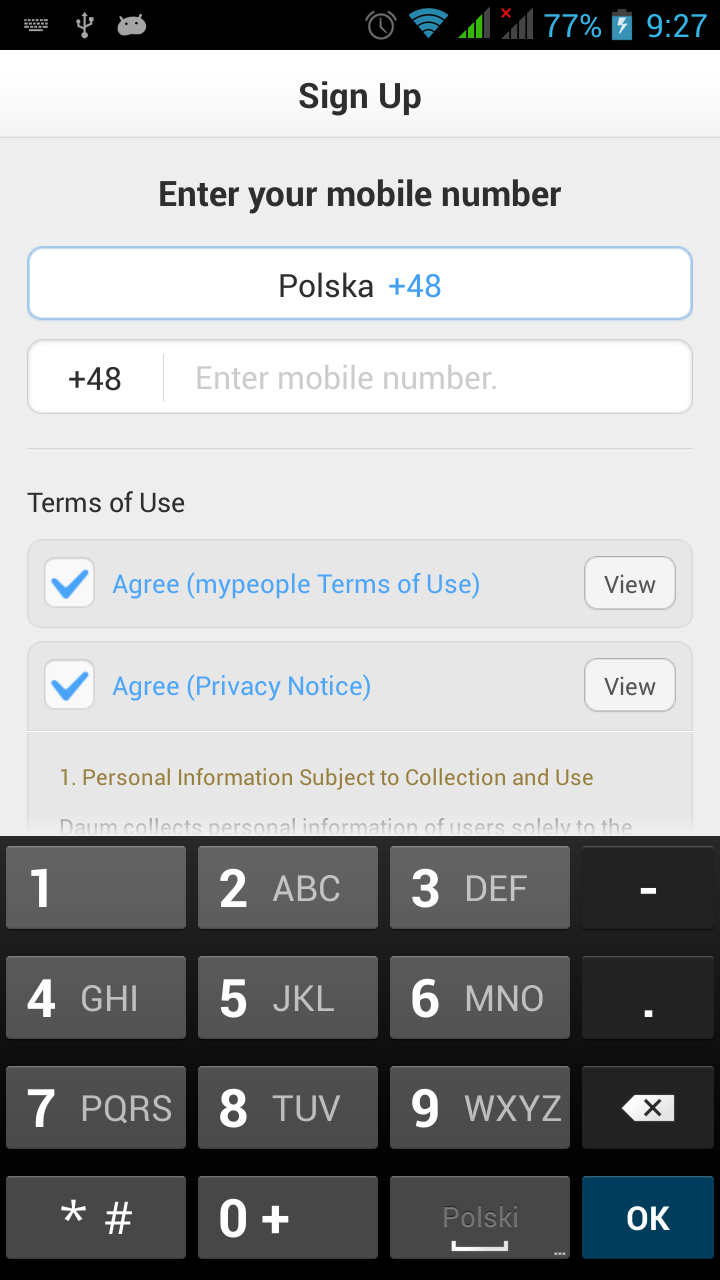 77% 9:27
Sign Up
Enter your mobile number
Polska +48
+48 Enter mobile number.
Terms of Use
Agree (mypeople Terms of Use) View
Agree (Privacy Notice) View
1. Personal Information Subject to Collection and Use
Daum collects personal information of users solely to the
1 2 ABC 3 DEF -
4 GHI 5 JKL 6 MNO .
7 PQRS 8 TUV 9 WXYZ
* # 0 + Polski ... OK